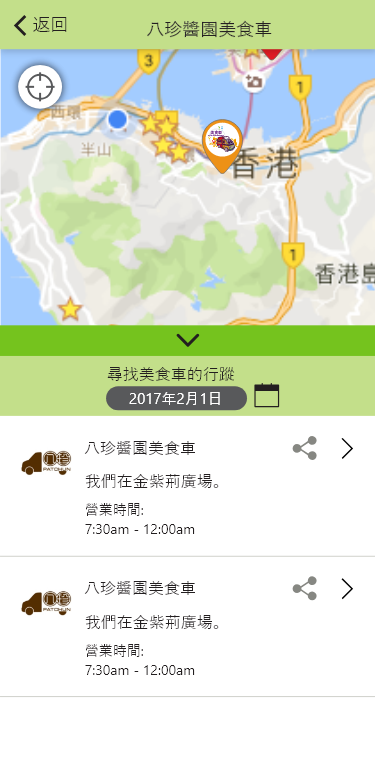 返回
八珍醬園美食車
3
1
西環
半山
香港
1
香港島
尋找美食車的行蹤
2017年2月1日
八珍醬園美食車
我們在金紫荊廣場。
營業時間:
7:30am - 12:00am
PATCHUN
八珍醬園美食車
我們在金紫荊廣場。
營業時間:
7:30am - 12:00am
PATCHUN